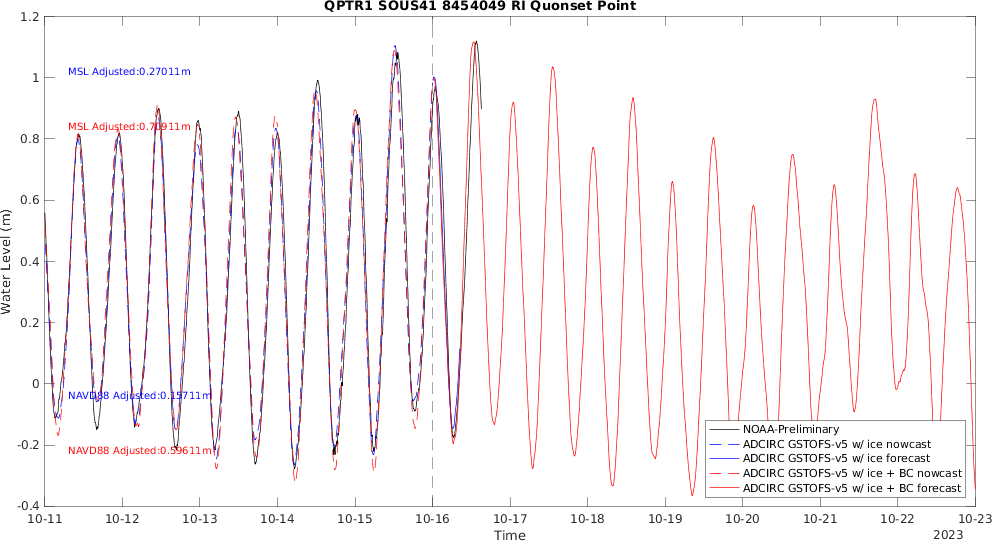 QPTR1 SOUS41 8454049 RI Quonset Point
1.2
1
0.8
0.6
0.4
0.2
0
-0.2
-0.4
Water Level (m)
MSL Adjusted:0.27011m
MSL Adjusted:0.70911m
NAVD88 Adjusted:0.15711m
NAVD88 Adjusted:0.59611m
NOAA-Preliminary
ADCIRC GSTOFS-v5 w/ ice nowcast
ADCIRC GSTOFS-v5 w/ ice forecast
ADCIRC GSTOFS-v5 w/ ice + BC nowcast
ADCIRC GSTOFS-v5 w/ ice + BC forecast
10-11 10-12 10-13 10-14 10-15 10-16 10-17 10-18 10-19 10-20 10-21 10-22 10-23
Time
2023